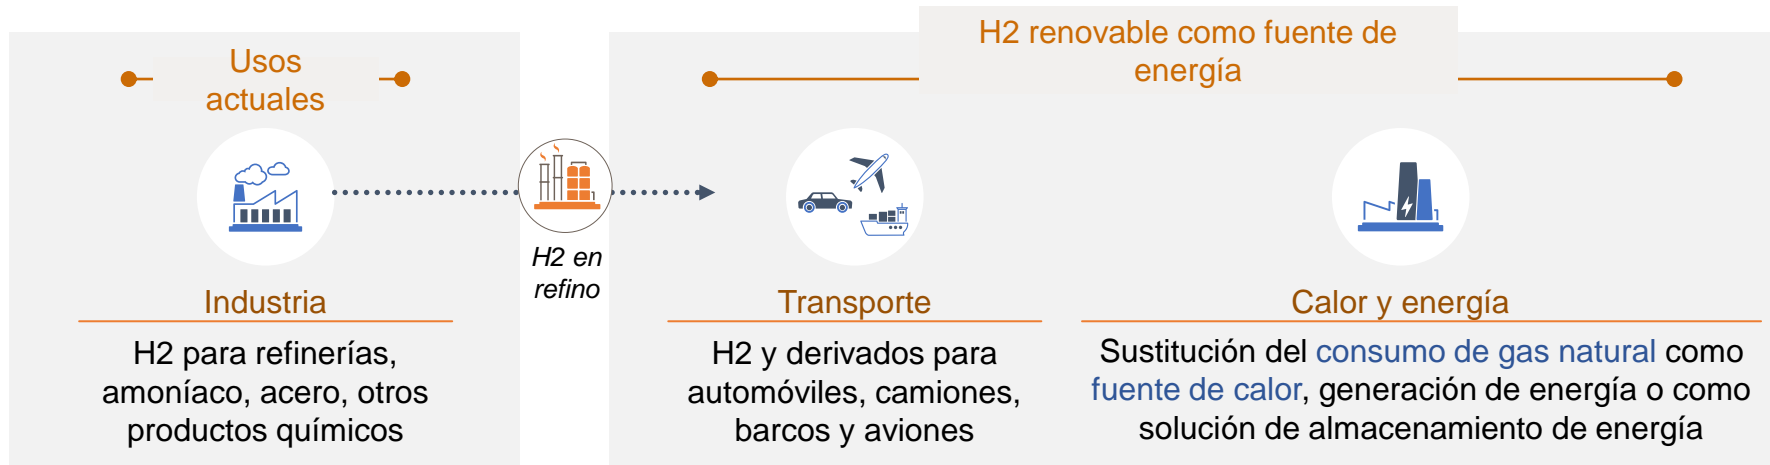 Usos
actuales
H2 renovable como fuente de
energía
H2 en
refino
Industria
H2 para refinerías,
amoníaco, acero, otros
productos químicos
Transporte
H2 y derivados para
automóviles, camiones,
barcos y aviones
Calor y energía
Sustitución del consumo de gas natural como
fuente de calor, generación de energía o como
solución de almacenamiento de energía